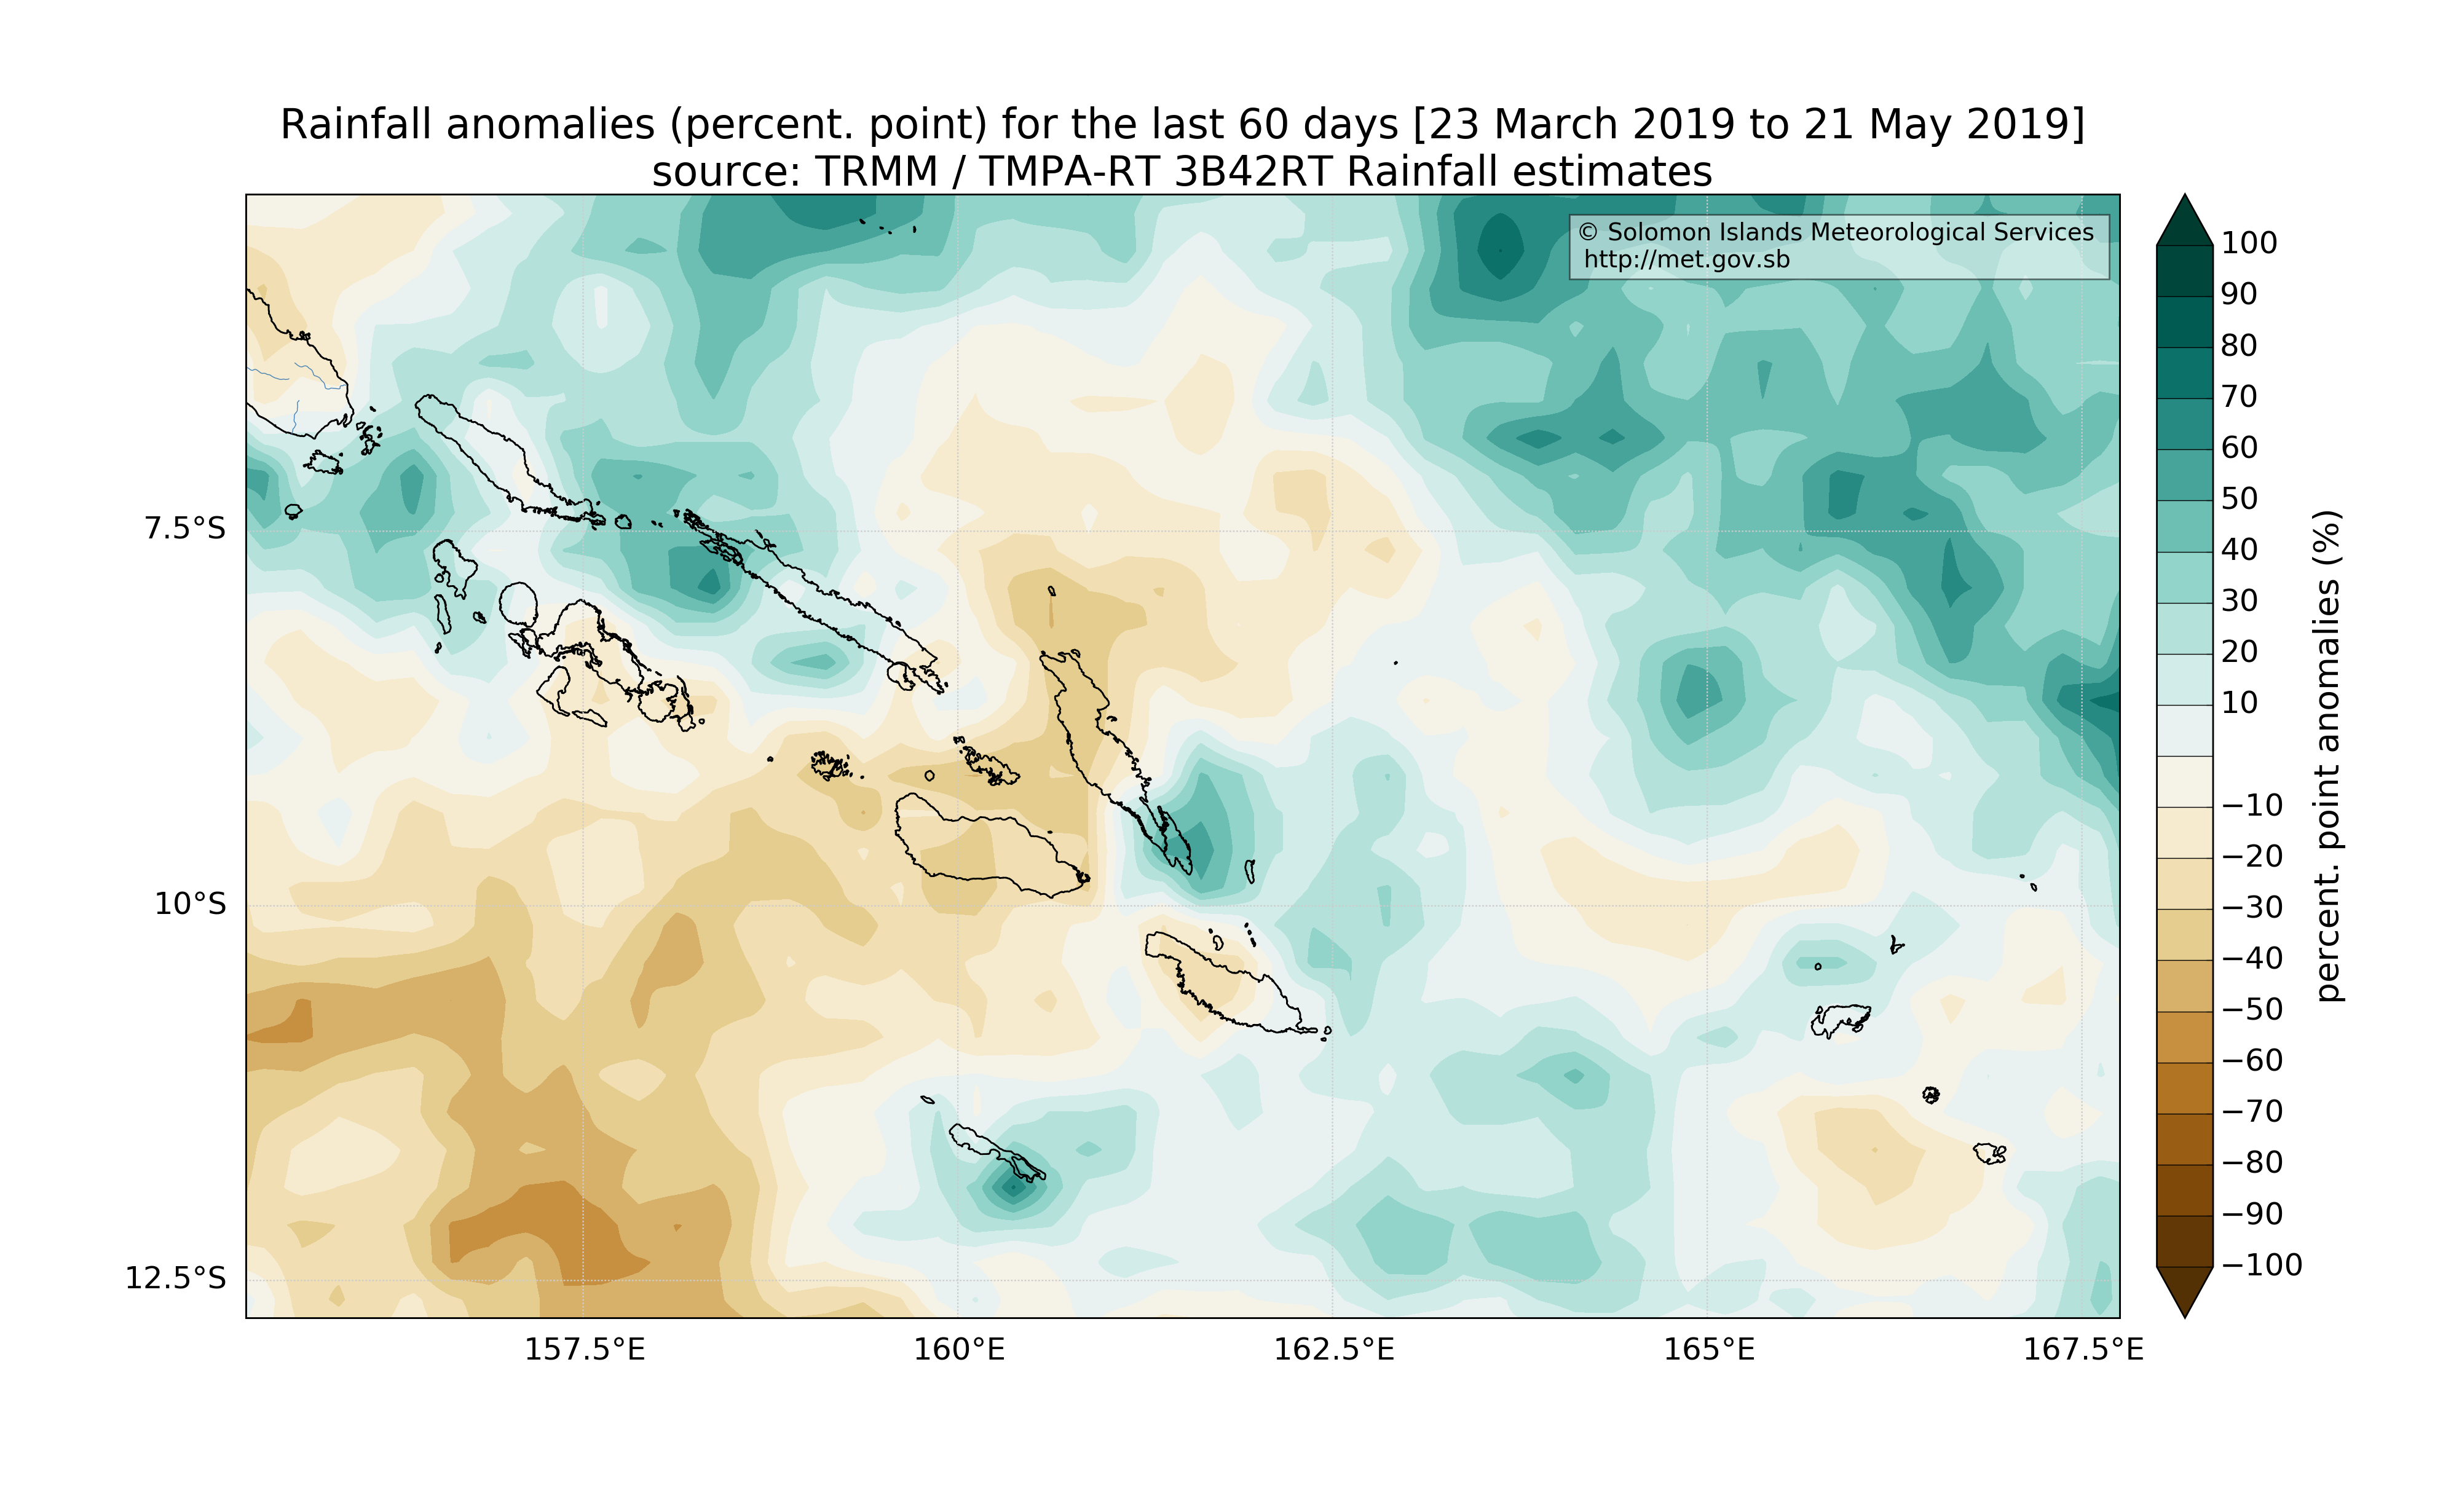 Rainfall anomalies (percent. point) for the last 60 days [23 March 2019 to 21 May 2019]
source: TRMM / TMPA-RT 3B42RT Rainfall estimates
© Solomon Islands Meteorological Services
http://met.gov.sb
7.5°S
10°S
12.5°S
157.5°E
160°E
162.5°E
165°E
167.5°E
100
90
80
70
60
50
40
30
20
10
−10
−20
−30
−40
−50
−60
−70
−80
−90
−100
percent. point anomalies (%)